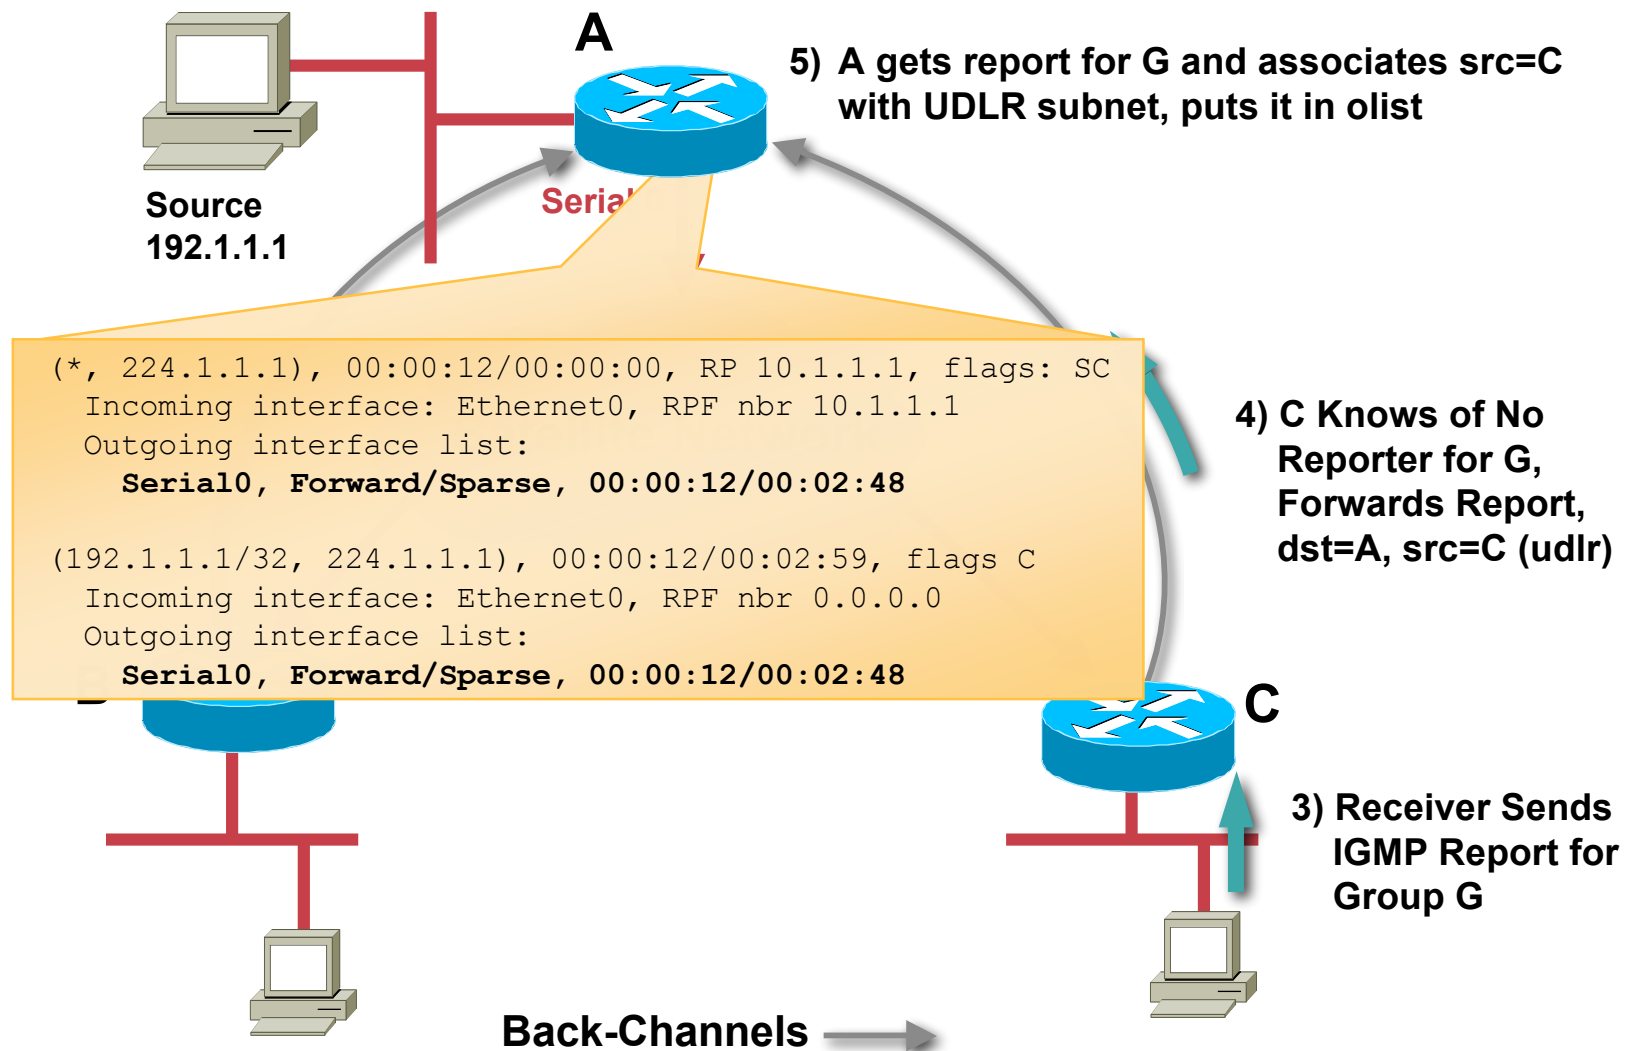 A
5) A gets report for G and associates src=C
with UDLR subnet, puts it in olist
Source
192.1.1.1
(*, 224.1.1.1), 00:00:12/00:00:00, RP 10.1.1.1, flags: SC
Incoming interface: Ethernet0, RPF nbr 10.1.1.1
Outgoing interface list:
Serial0, Forward/Sparse, 00:00:12/00:02:48
(192.1.1.1/32, 224.1.1.1), 00:00:12/00:02:59, flags C
Incoming interface: Ethernet0, RPF nbr 0.0.0.0
Outgoing interface list:
Serial0, Forward/Sparse, 00:00:12/00:02:48
4) C Knows of No
Reporter for G,
Forwards Report,
dst=A, src=C (udlr)
B
C
3) Receiver Sends
IGMP Report for
Group G
Back-Channels